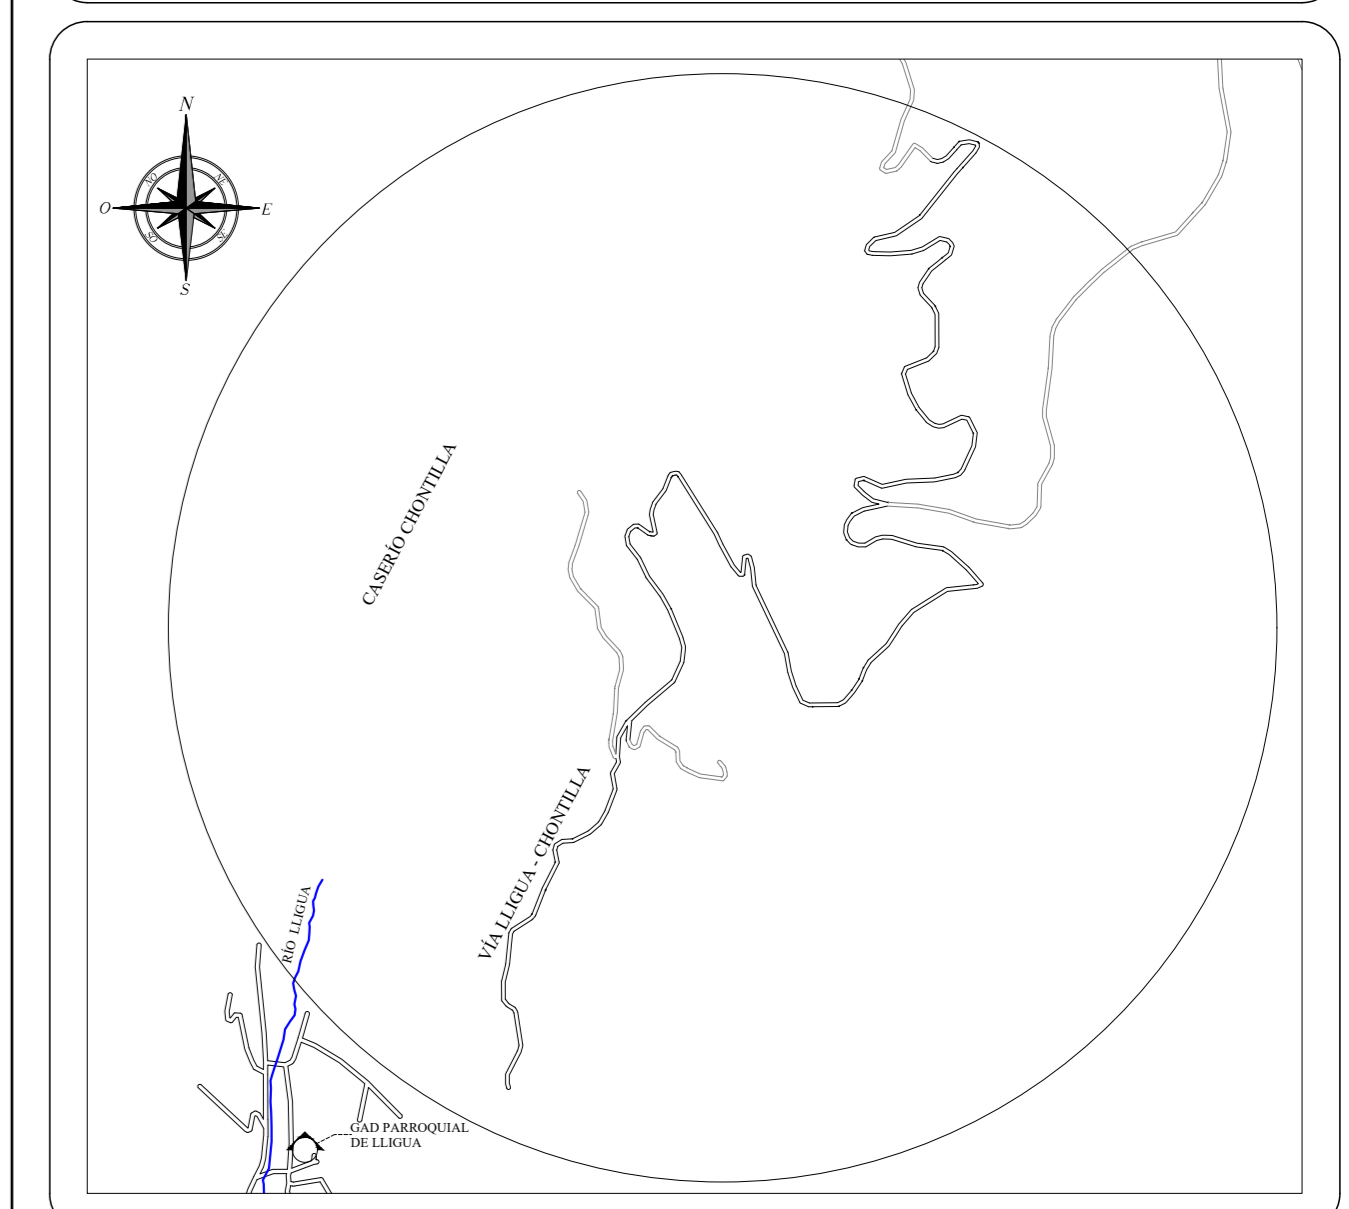 N
NO
NE
O
E
SO
SE
S
CASERÍO CHONTILLA
VÍA LLIGUA - CHONTILLA
RÍO LLIGUA
GAD PARROQUIAL
DE LLIGUA